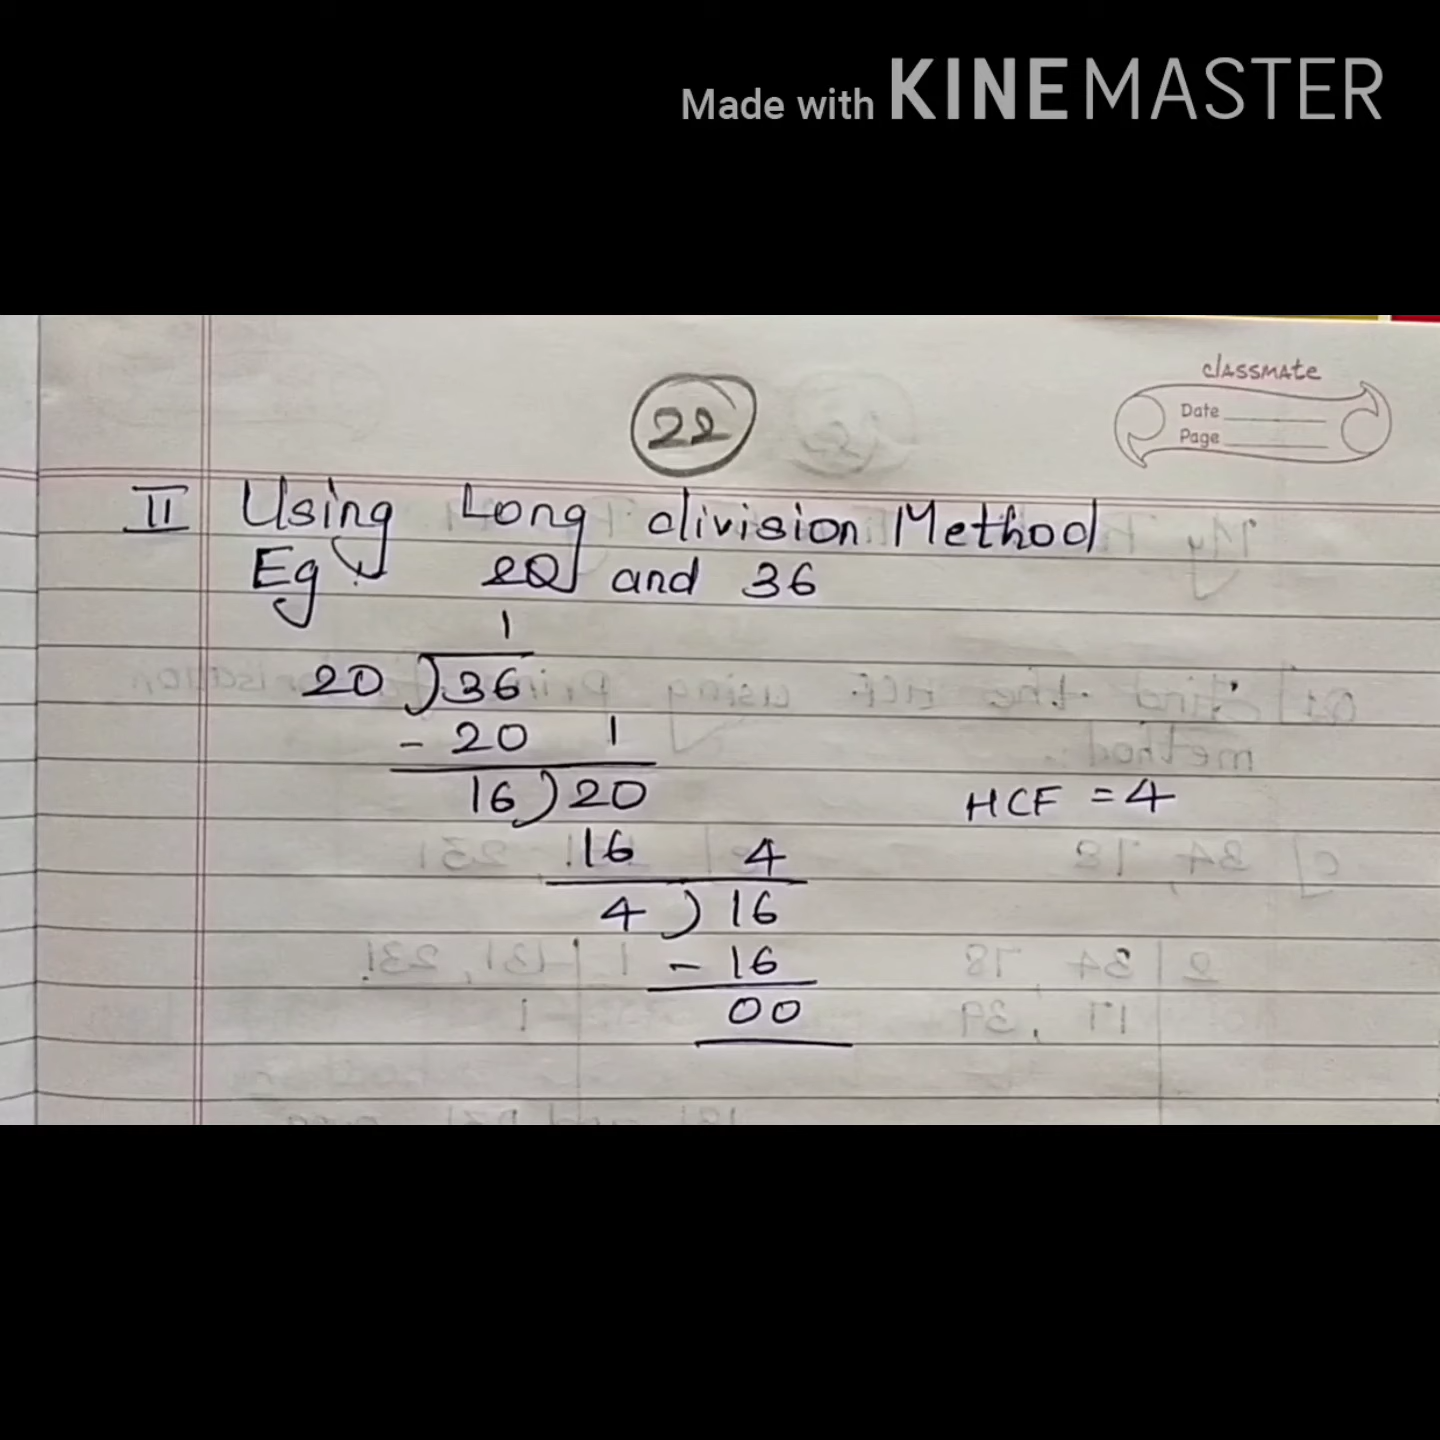 Made with KINEMASTER
classmate
Date
Page
22
II Using Long division Method
Eg: 20 and 36
1
20 ) 36
- 20 1
16 ) 20
HCF = 4
16 4
4 ) 16
- 16
00